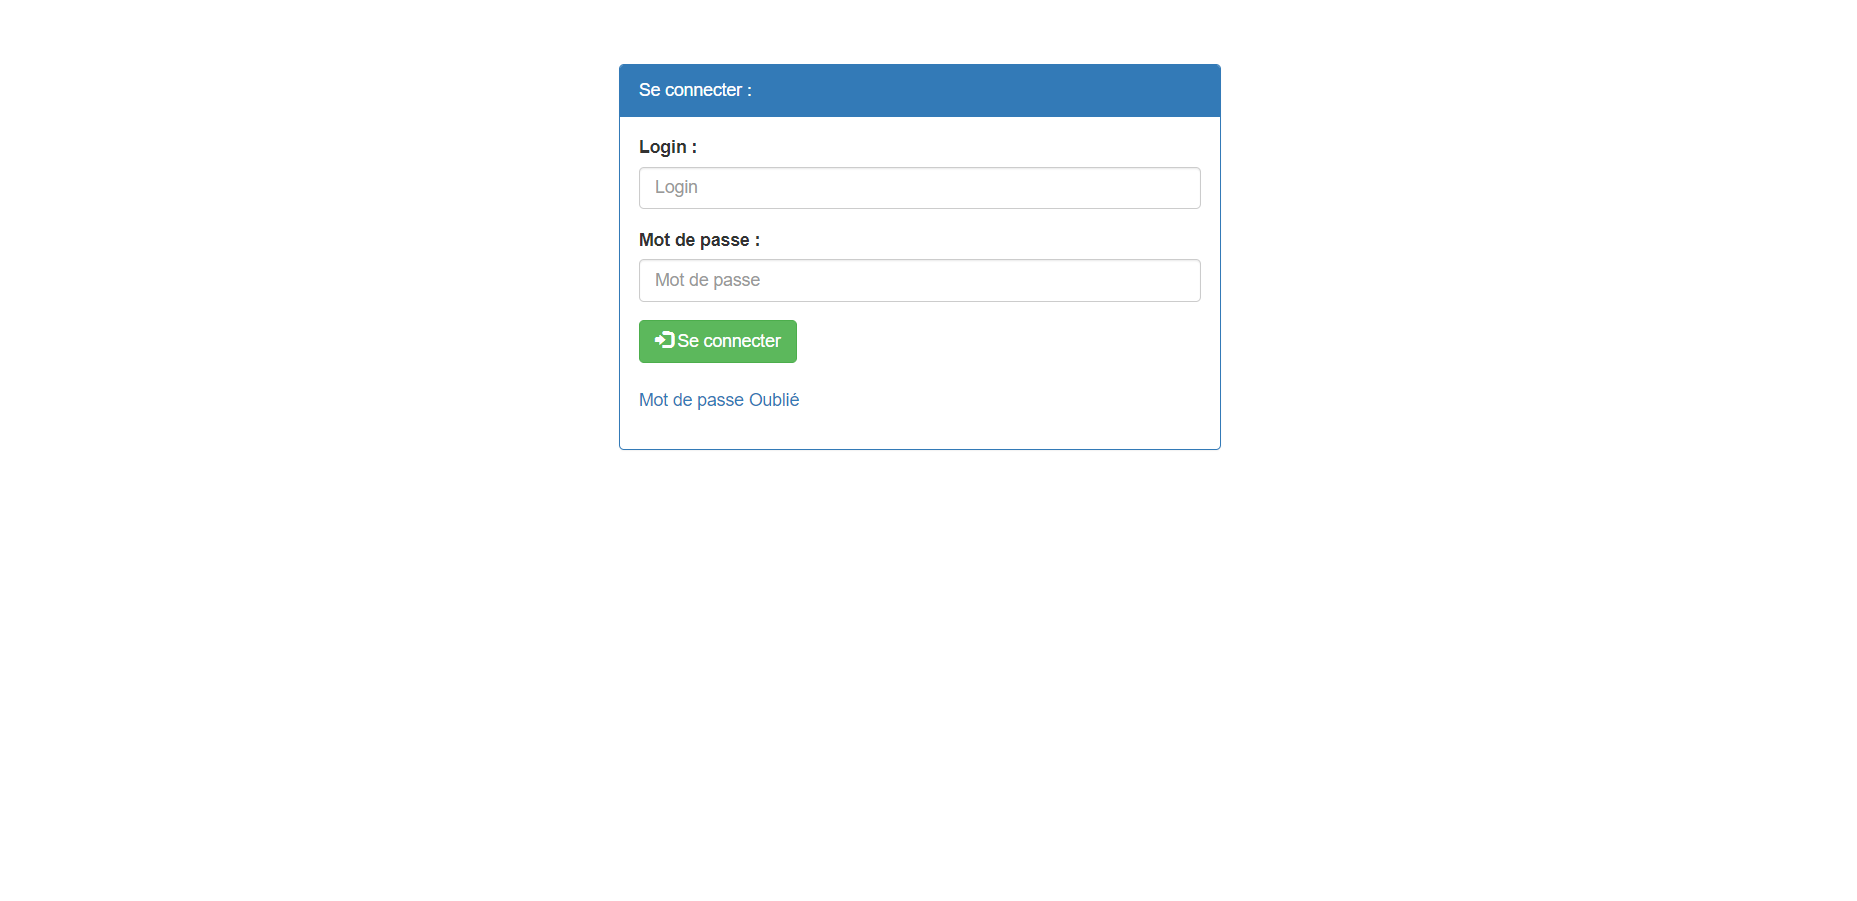 Se connecter :
Login :
Login
Mot de passe :
Mot de passe
Se connecter
Mot de passe Oublié